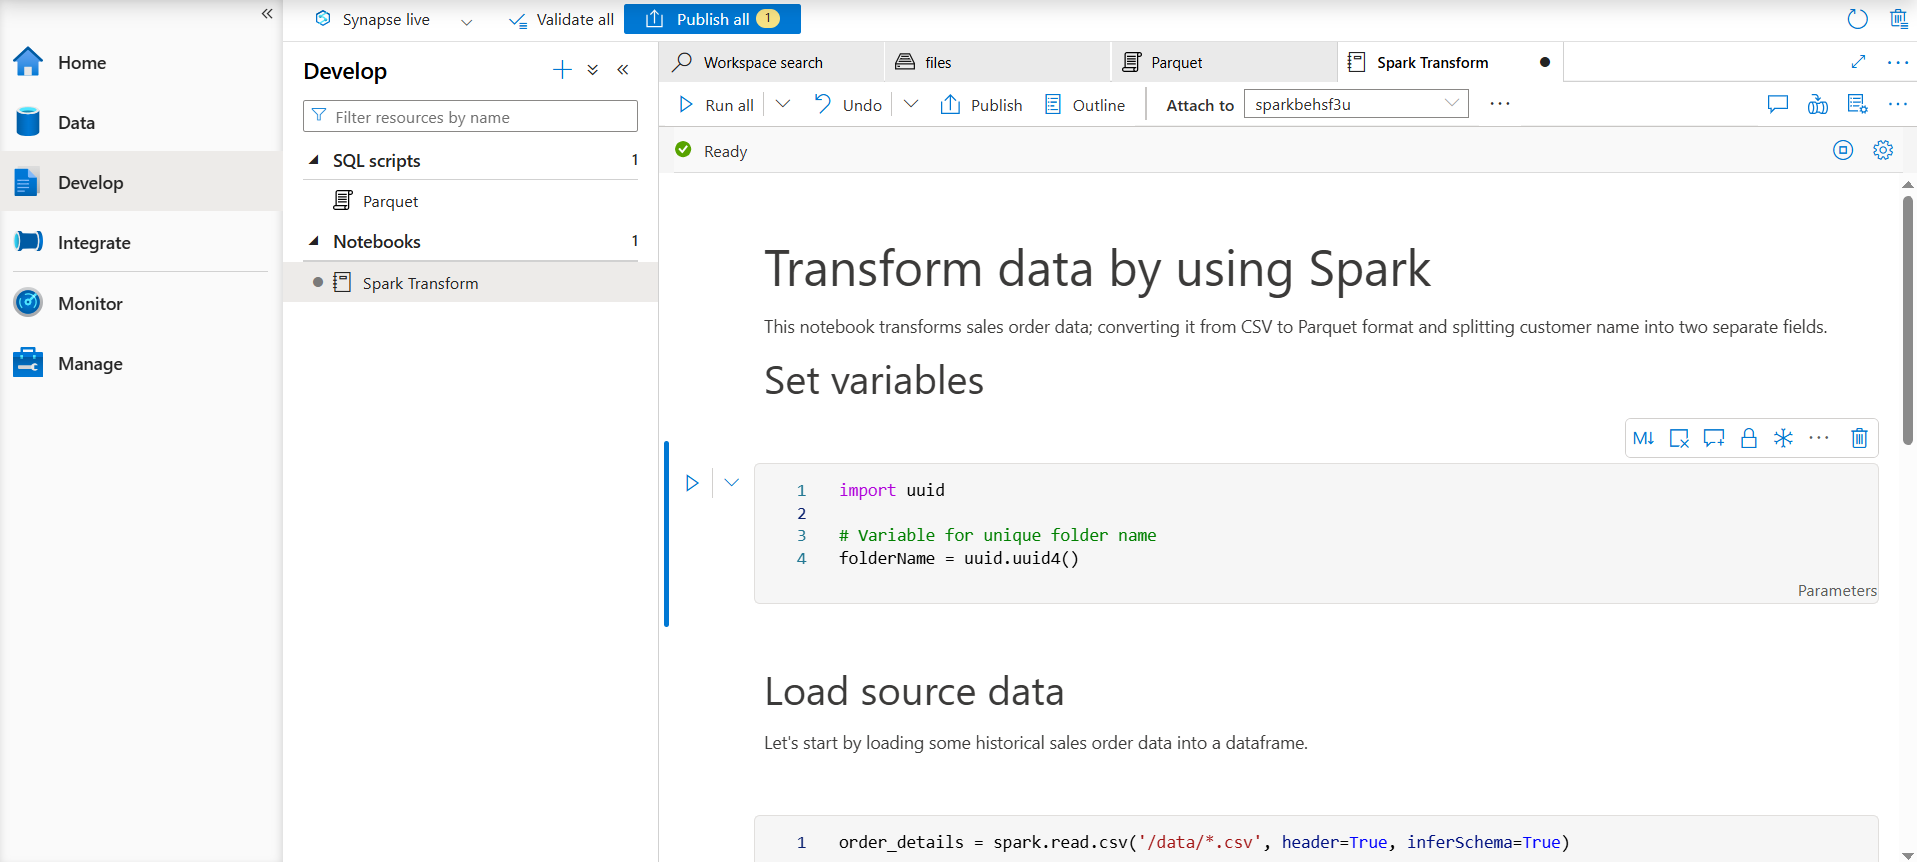 Synapse live
Validate all
Publish all 1
Home
Data
Develop
Integrate
Monitor
Manage
Develop
Filter resources by name
SQL scripts 1
Parquet
Notebooks 1
Spark Transform
Workspace search
files
Parquet
Spark Transform
Run all
Undo
Publish
Outline
Attach to
sparkbehsf3u
Ready
Transform data by using Spark
This notebook transforms sales order data; converting it from CSV to Parquet format and splitting customer name into two separate fields.
Set variables
M↓
1 import uuid
2
3 # Variable for unique folder name
4 folderName = uuid.uuid4()
Parameters
Load source data
Let's start by loading some historical sales order data into a dataframe.
1 order_details = spark.read.csv('/data/*.csv', header=True, inferSchema=True)